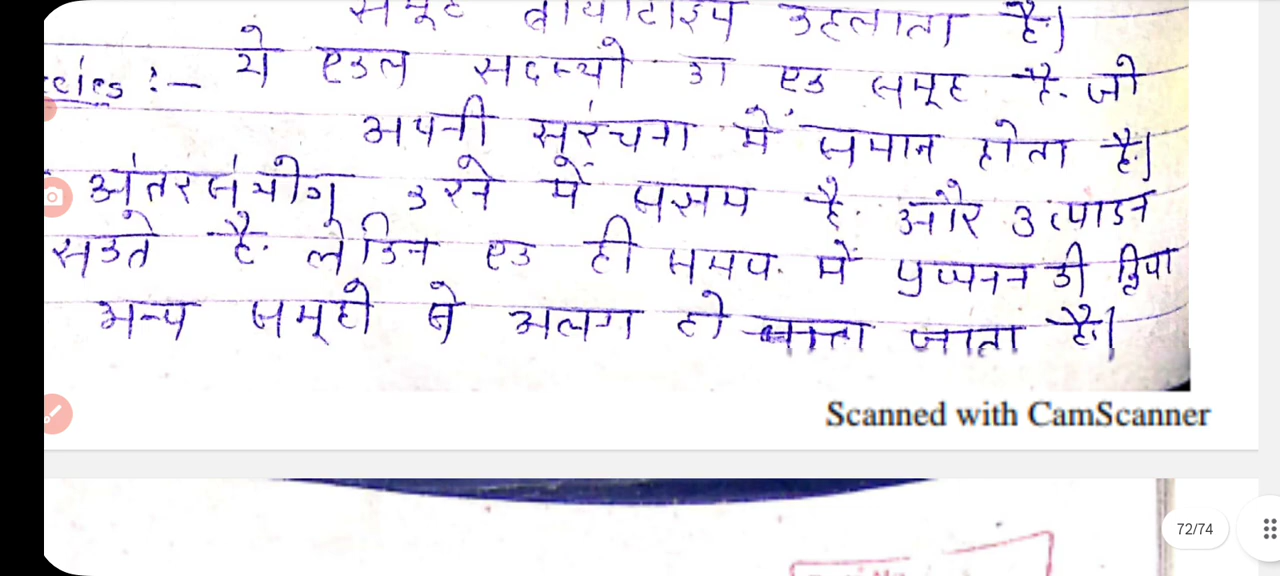 समूह बायोटाइप कहलाता है।
ecies :- ये एकल सदस्यो का एक समूह है. जो
अपनी संरचना में समान होता है।
अंतरसंयोग करने में सक्षम है. और उत्पादन
सकते है. लेकिन एक ही समय. में प्रजनन की क्रिया
अन्य समूहो से अलग हो जाता है।
Scanned with CamScanner
72/74